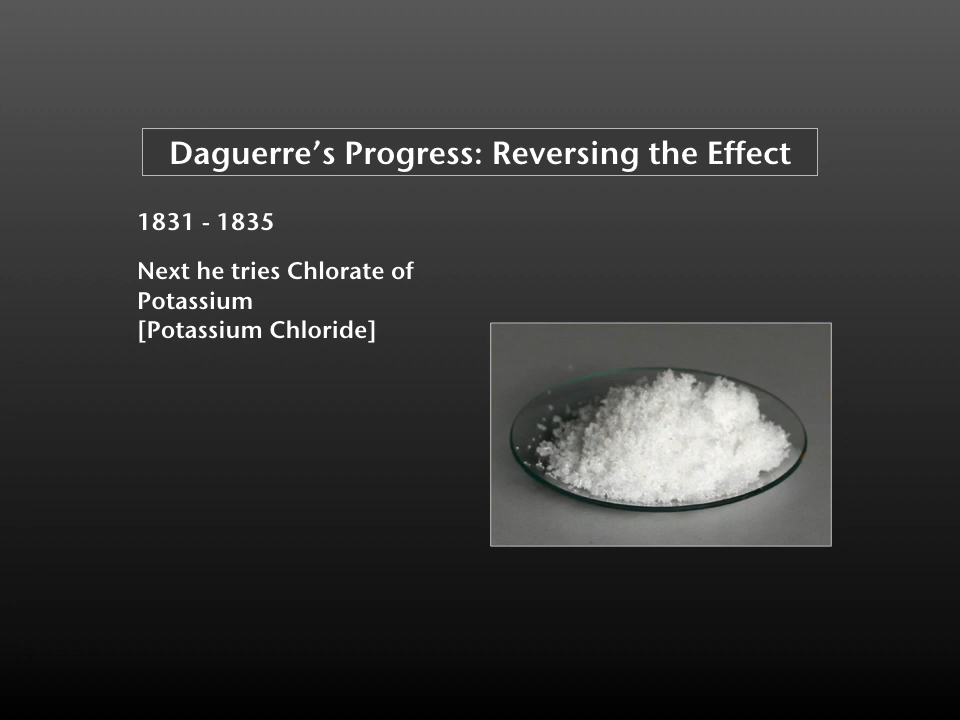 Daguerre’s Progress: Reversing the Effect
1831 - 1835
Next he tries Chlorate of
Potassium
[Potassium Chloride]